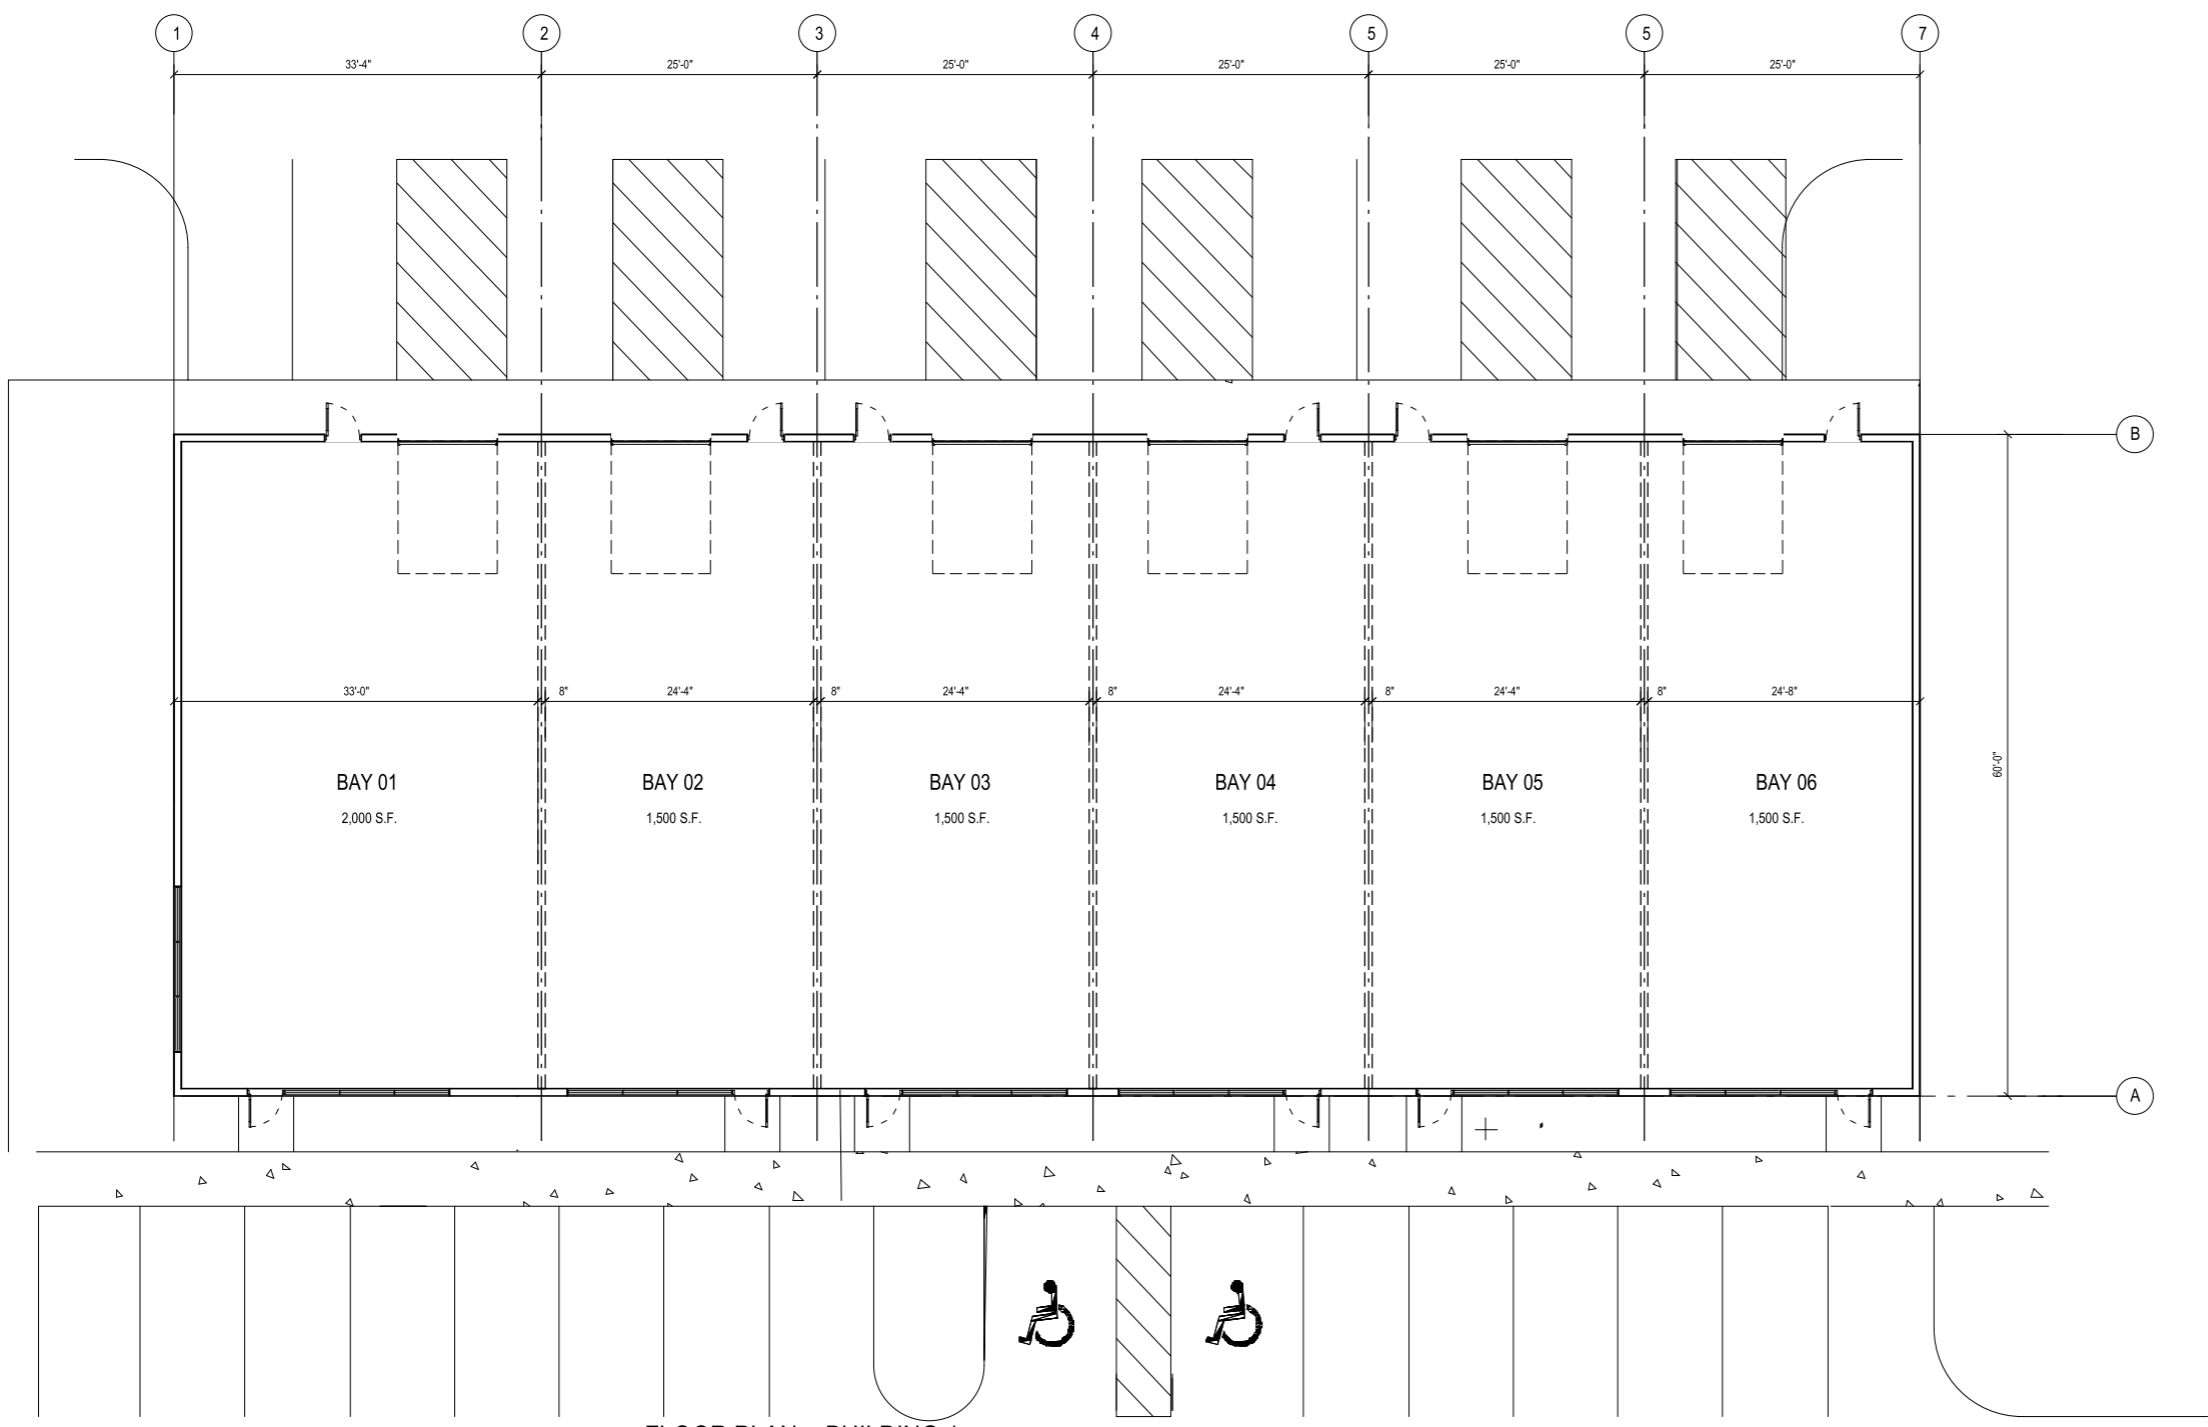 1 2 3 4 5 5 7
33'-4" 25'-0" 25'-0" 25'-0" 25'-0" 25'-0"
B
33'-0" 8" 24'-4" 8" 24'-4" 8" 24'-4" 8" 24'-4" 8" 24'-8"
60'-0"
BAY 01 BAY 02 BAY 03 BAY 04 BAY 05 BAY 06
2,000 S.F. 1,500 S.F. 1,500 S.F. 1,500 S.F. 1,500 S.F. 1,500 S.F.
A
FLOOR PLAN - BUILDING